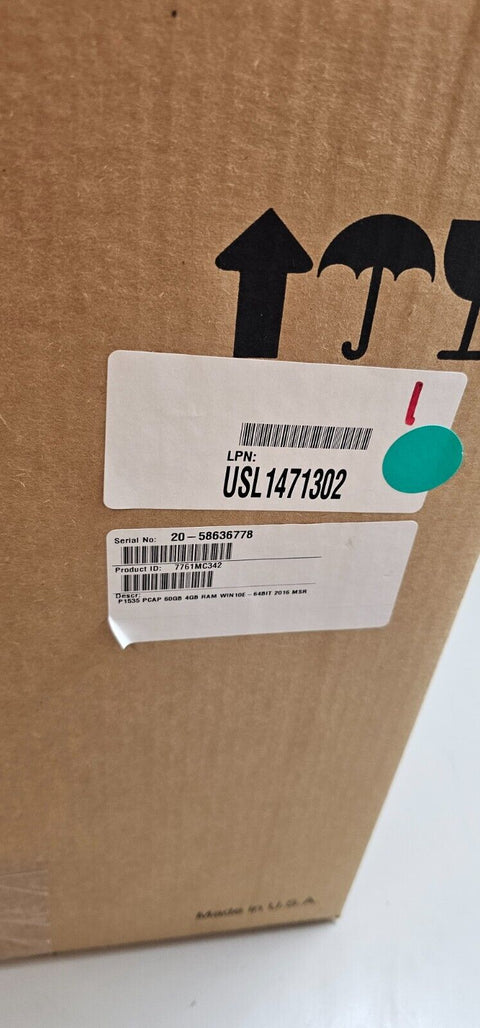 1
LPN:
USL1471302
Serial No: 20-58636778
Product ID: 7761MC342
Descr:
P1535 PCAP 60GB 4GB RAM WIN10E-64BIT 2016 MSR
Made in U.S.A.